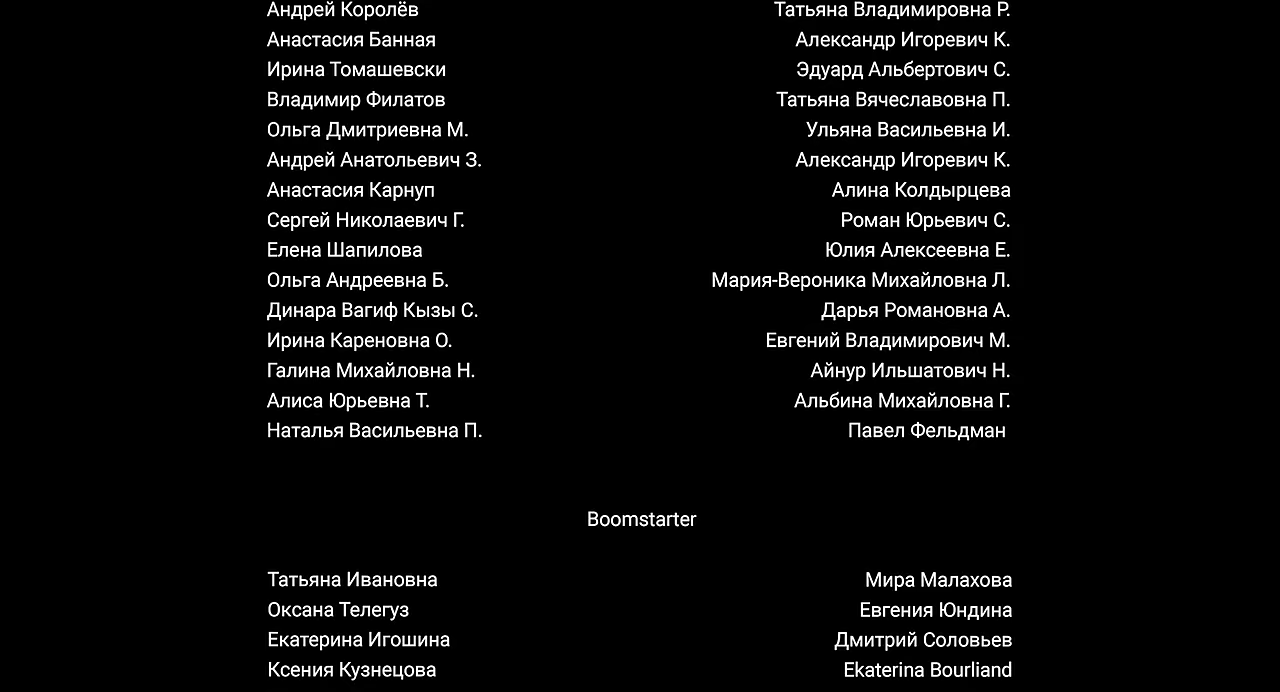 Андрей Королёв Татьяна Владимировна Р.
Анастасия Банная Александр Игоревич К.
Ирина Томашевски Эдуард Альбертович С.
Владимир Филатов Татьяна Вячеславовна П.
Ольга Дмитриевна М. Ульяна Васильевна И.
Андрей Анатольевич З. Александр Игоревич К.
Анастасия Карнуп Алина Колдырцева
Сергей Николаевич Г. Роман Юрьевич С.
Елена Шапилова Юлия Алексеевна Е.
Ольга Андреевна Б. Мария-Вероника Михайловна Л.
Динара Вагиф Кызы С. Дарья Романовна А.
Ирина Кареновна О. Евгений Владимирович М.
Галина Михайловна Н. Айнур Ильшатович Н.
Алиса Юрьевна Т. Альбина Михайловна Г.
Наталья Васильевна П. Павел Фельдман
Boomstarter
Татьяна Ивановна Мира Малахова
Оксана Телегуз Евгения Юндина
Екатерина Игошина Дмитрий Соловьев
Ксения Кузнецова Ekaterina Bourliand